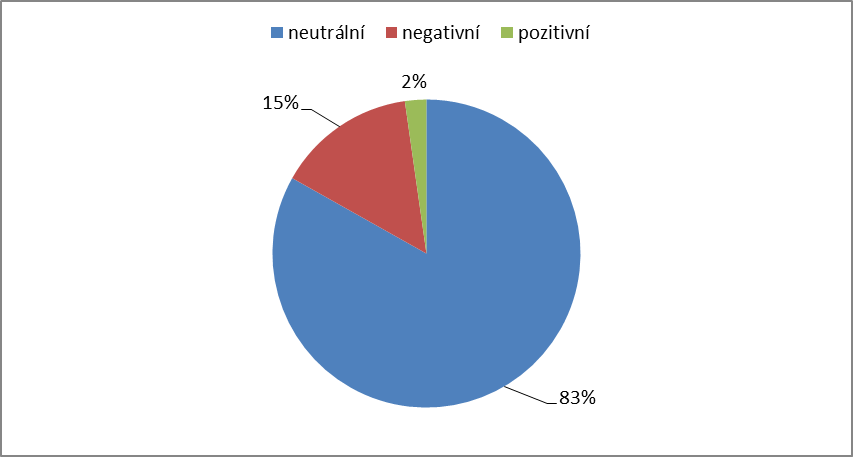 neutrální negativní pozitivní
2%
15%
83%